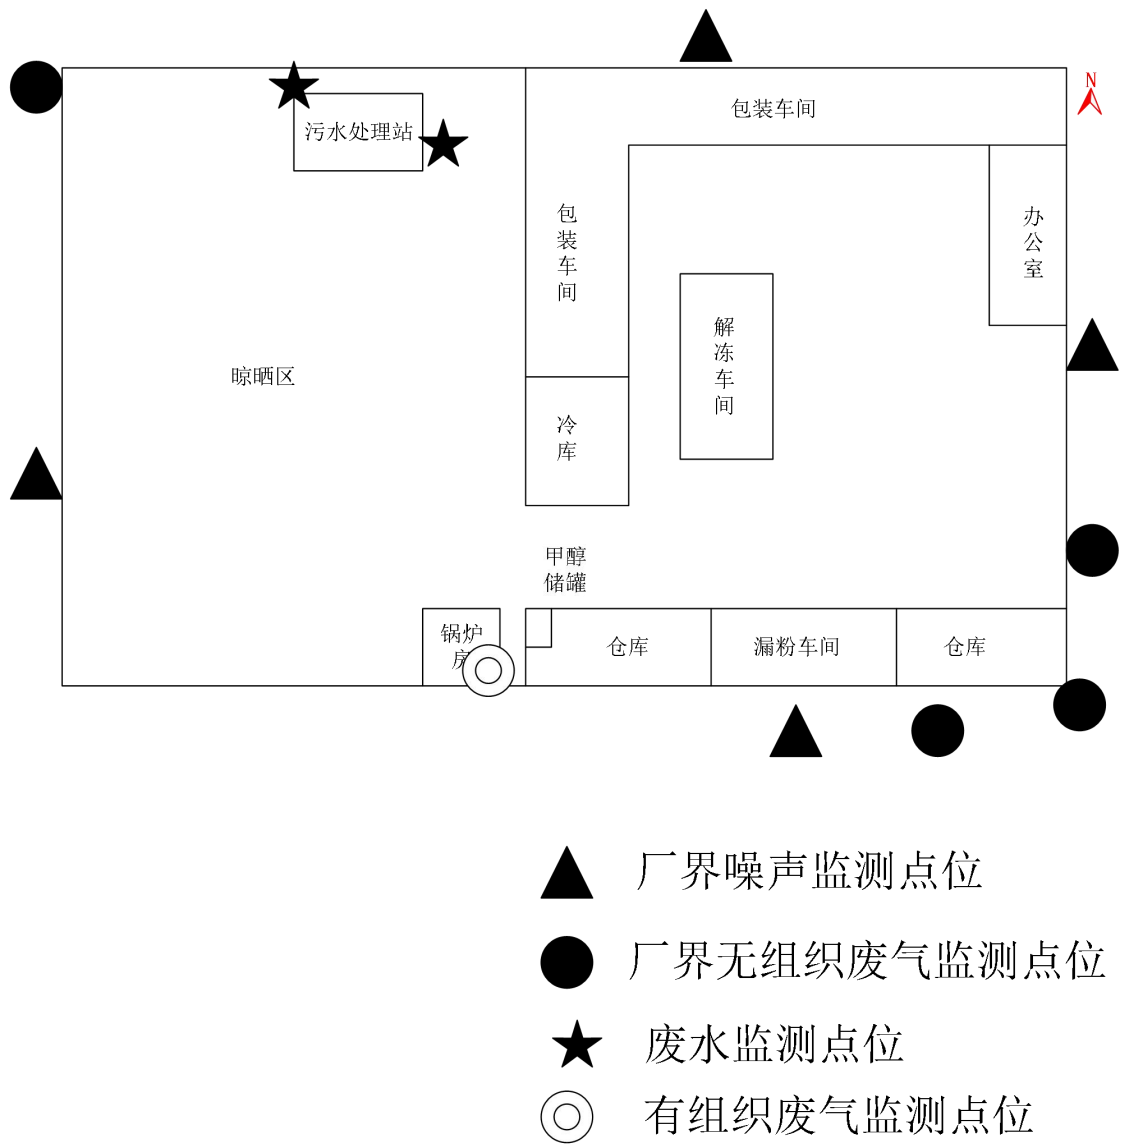 N
包装车间
污水处理站
包装车间
办公室
解冻车间
晾晒区
冷库
甲醇
储罐
锅炉
房
仓库
漏粉车间
仓库
厂界噪声监测点位
厂界无组织废气监测点位
废水监测点位
有组织废气监测点位